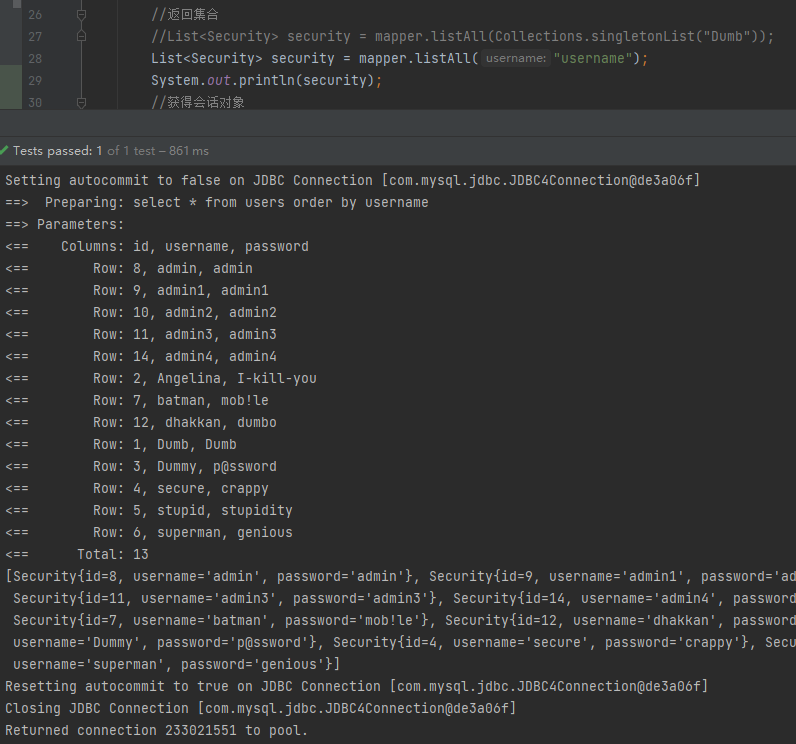 26 //返回集合
27 //List<Security> security = mapper.listAll(Collections.singletonList("Dumb"));
28 List<Security> security = mapper.listAll( username: "username");
29 System.out.println(security);
30 //获得会话对象
Tests passed: 1 of 1 test – 861 ms
Setting autocommit to false on JDBC Connection [com.mysql.jdbc.JDBC4Connection@de3a06f]
==>  Preparing: select * from users order by username
==> Parameters:
<==    Columns: id, username, password
<==        Row: 8, admin, admin
<==        Row: 9, admin1, admin1
<==        Row: 10, admin2, admin2
<==        Row: 11, admin3, admin3
<==        Row: 14, admin4, admin4
<==        Row: 2, Angelina, I-kill-you
<==        Row: 7, batman, mob!le
<==        Row: 12, dhakkan, dumbo
<==        Row: 1, Dumb, Dumb
<==        Row: 3, Dummy, p@ssword
<==        Row: 4, secure, crappy
<==        Row: 5, stupid, stupidity
<==        Row: 6, superman, genious
<==      Total: 13
[Security{id=8, username='admin', password='admin'}, Security{id=9, username='admin1', password='ad
Security{id=11, username='admin3', password='admin3'}, Security{id=14, username='admin4', password
Security{id=7, username='batman', password='mob!le'}, Security{id=12, username='dhakkan', password
username='Dummy', password='p@ssword'}, Security{id=4, username='secure', password='crappy'}, Secu
username='superman', password='genious'}]
Resetting autocommit to true on JDBC Connection [com.mysql.jdbc.JDBC4Connection@de3a06f]
Closing JDBC Connection [com.mysql.jdbc.JDBC4Connection@de3a06f]
Returned connection 233021551 to pool.